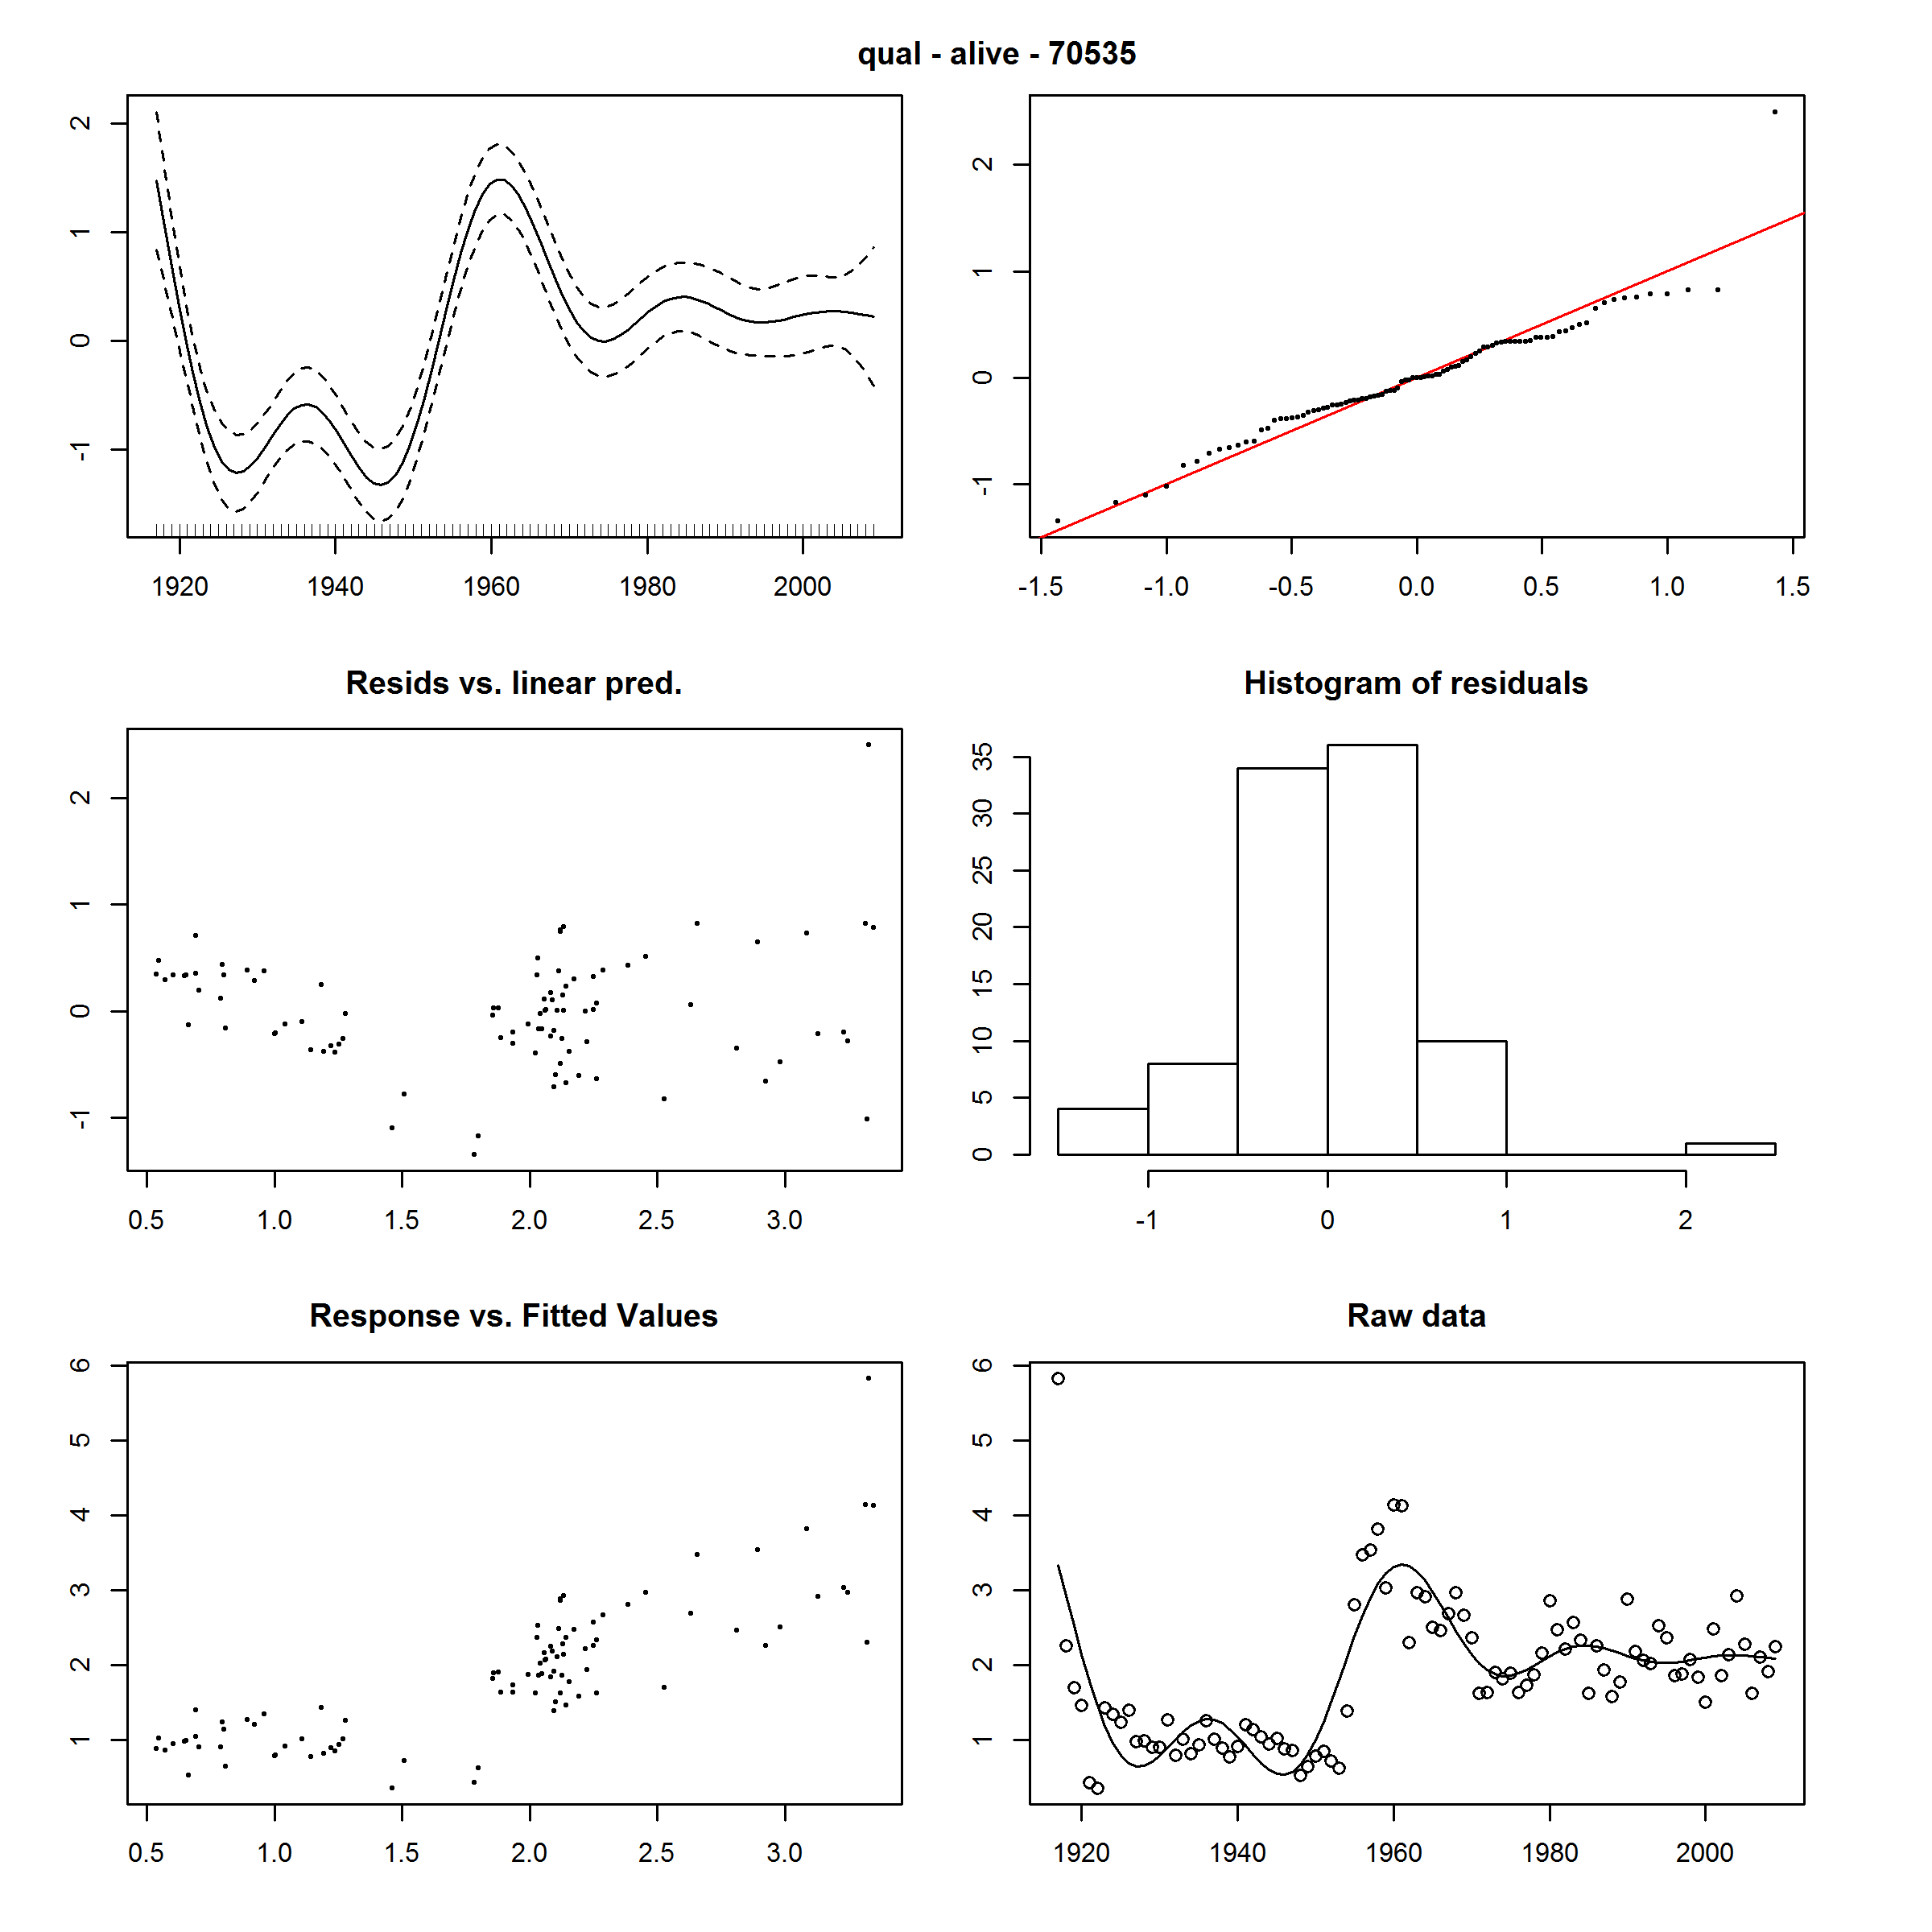 qual - alive - 70535
2
1
0
-1
1920 1940 1960 1980 2000
2
1
0
-1
-1.5 -1.0 -0.5 0.0 0.5 1.0 1.5
Resids vs. linear pred.
2
1
0
-1
0.5 1.0 1.5 2.0 2.5 3.0
Histogram of residuals
35
30
25
20
15
10
5
0
-1 0 1 2
Response vs. Fitted Values
6
5
4
3
2
1
0.5 1.0 1.5 2.0 2.5 3.0
Raw data
6
5
4
3
2
1
1920 1940 1960 1980 2000